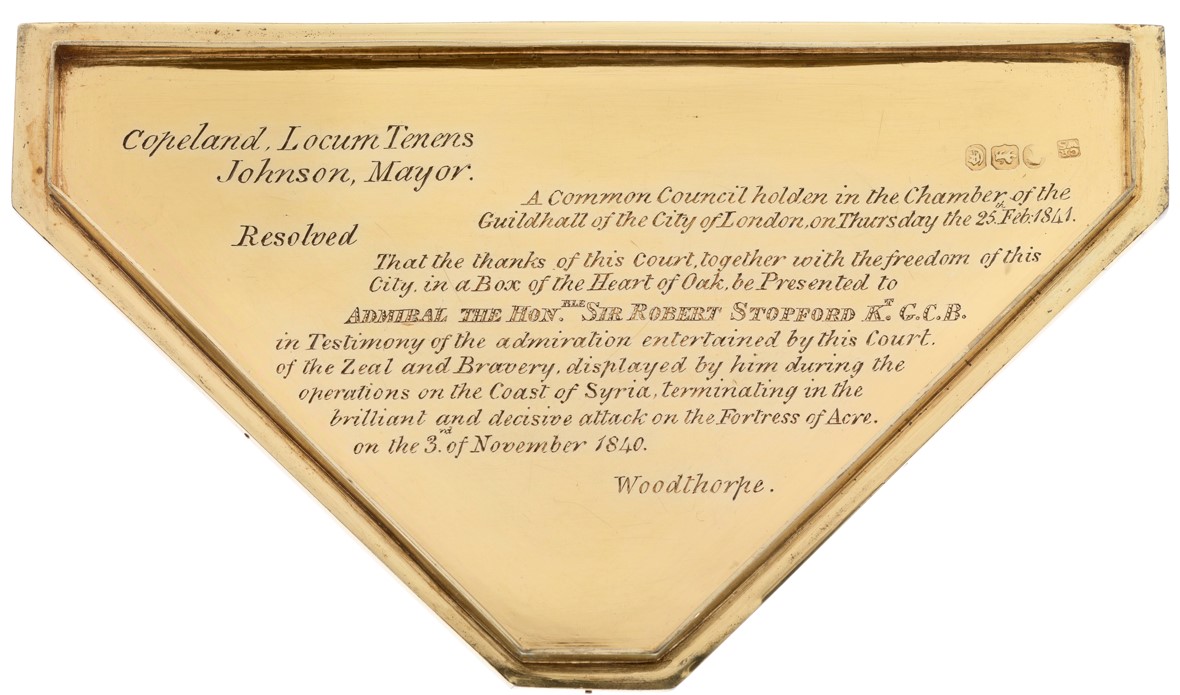 Copeland, Locum Tenens
Johnson, Mayor.
A Common Council holden in the Chamber of the
Guildhall of the City of London, on Thursday the 25th Feb: 1841.
Resolved
That the thanks of this Court, together with the freedom of this
City, in a Box of the Heart of Oak, be Presented to
ADMIRAL THE HON.BLE SIR ROBERT STOPFORD KT. G.C.B.
in Testimony of the admiration entertained by this Court.
of the Zeal and Bravery, displayed by him during the
operations on the Coast of Syria, terminating in the
brilliant and decisive attack on the Fortress of Acre.
on the 3rd. of November 1840.
Woodthorpe.